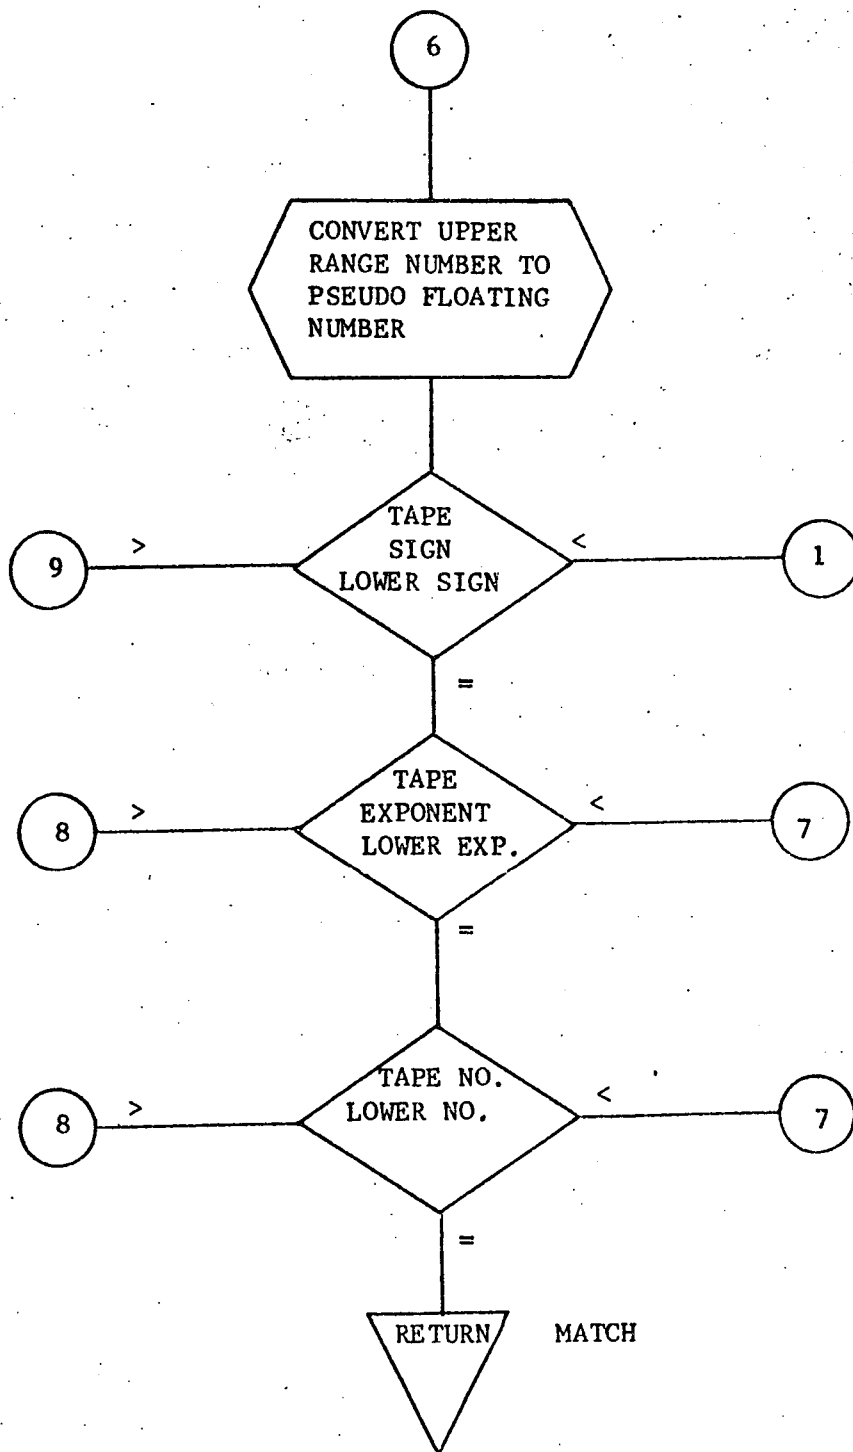 6
CONVERT UPPER
RANGE NUMBER TO
PSEUDO FLOATING
NUMBER
TAPE
SIGN
LOWER SIGN
9
>
<
1
=
TAPE
EXPONENT
LOWER EXP.
8
>
<
7
=
TAPE NO.
LOWER NO.
8
>
<
7
=
RETURN MATCH